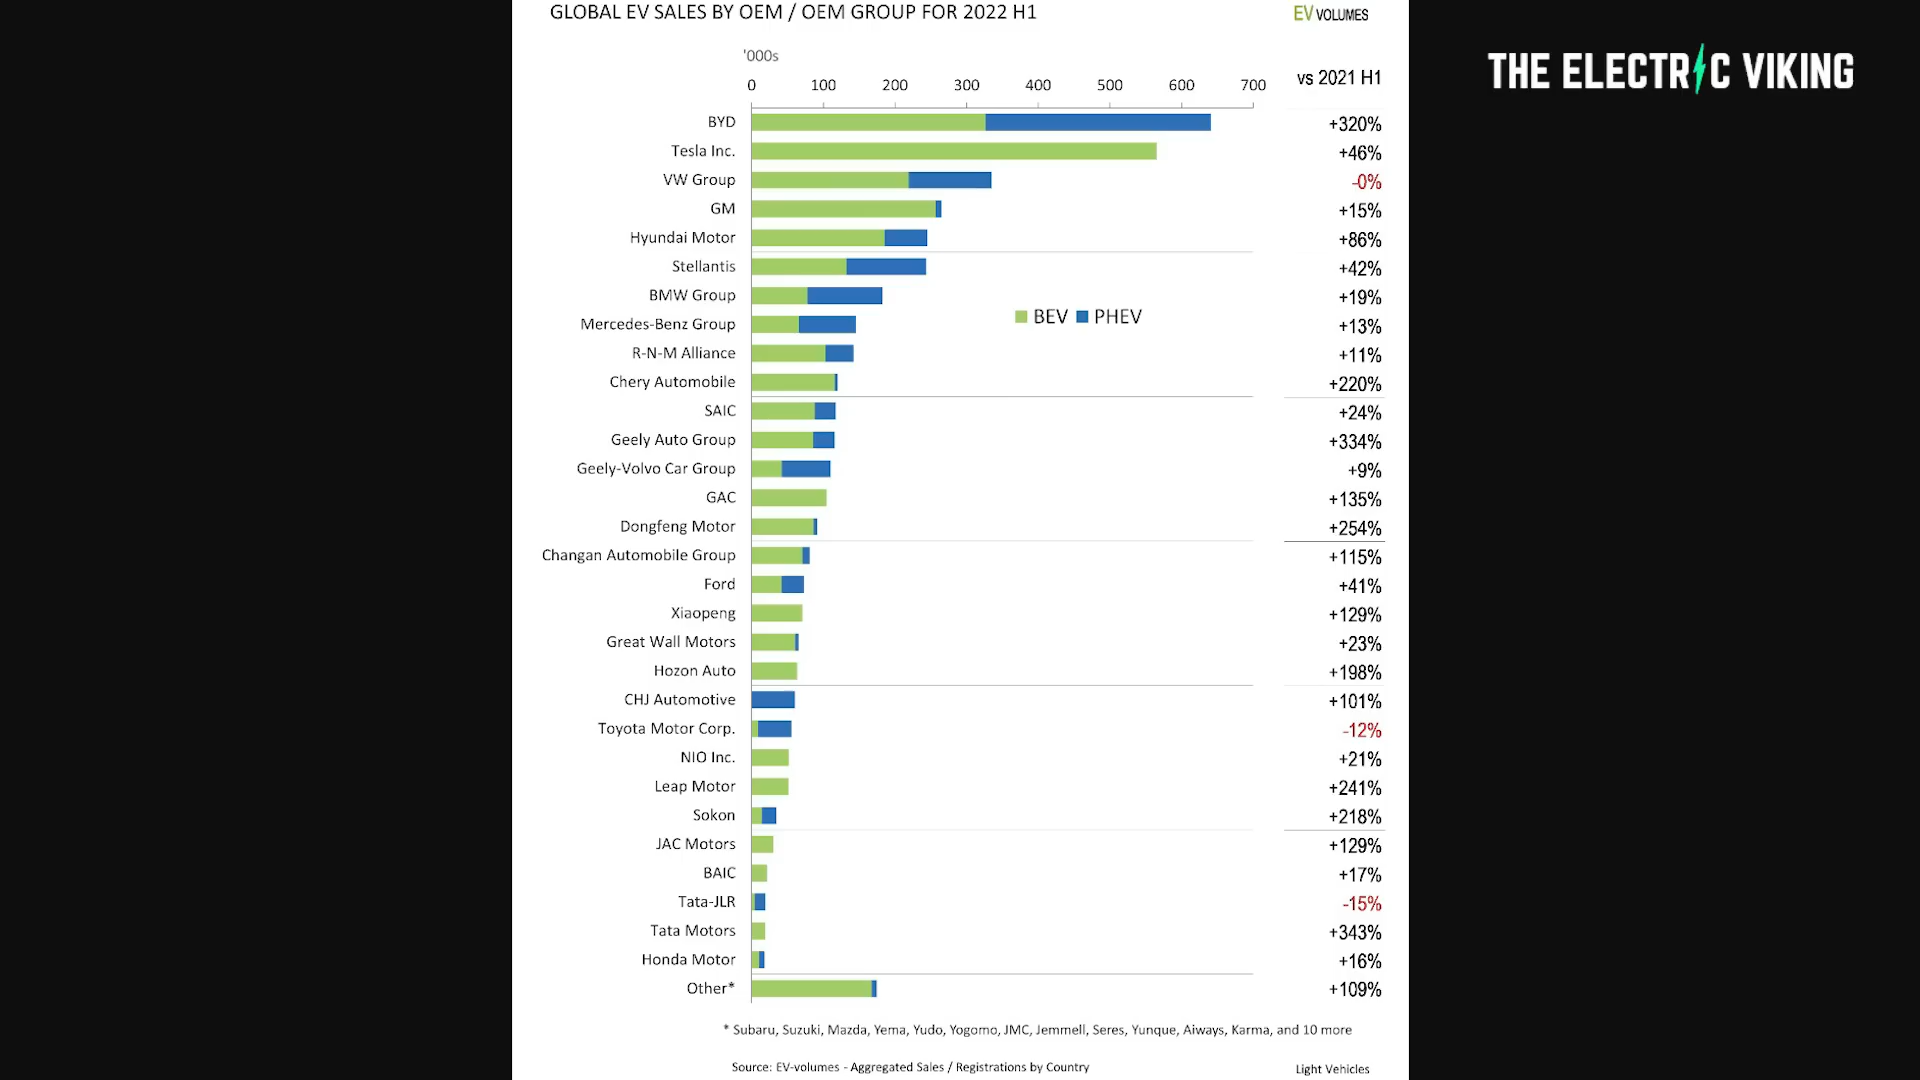 GLOBAL EV SALES BY OEM / OEM GROUP FOR 2022 H1
EV VOLUMES
THE ELECTRIC VIKING
'000s
vs 2021 H1
0 100 200 300 400 500 600 700
BYD +320%
Tesla Inc. +46%
VW Group -0%
GM +15%
Hyundai Motor +86%
Stellantis +42%
BMW Group +19%
BEV PHEV
Mercedes-Benz Group +13%
R-N-M Alliance +11%
Chery Automobile +220%
SAIC +24%
Geely Auto Group +334%
Geely-Volvo Car Group +9%
GAC +135%
Dongfeng Motor +254%
Changan Automobile Group +115%
Ford +41%
Xiaopeng +129%
Great Wall Motors +23%
Hozon Auto +198%
CHJ Automotive +101%
Toyota Motor Corp. -12%
NIO Inc. +21%
Leap Motor +241%
Sokon +218%
JAC Motors +129%
BAIC +17%
Tata-JLR -15%
Tata Motors +343%
Honda Motor +16%
Other* +109%
* Subaru, Suzuki, Mazda, Yema, Yudo, Yogomo, JMC, Jemmell, Seres, Yunque, Aiways, Karma, and 10 more
Source: EV-volumes - Aggregated Sales / Registrations by Country
Light Vehicles